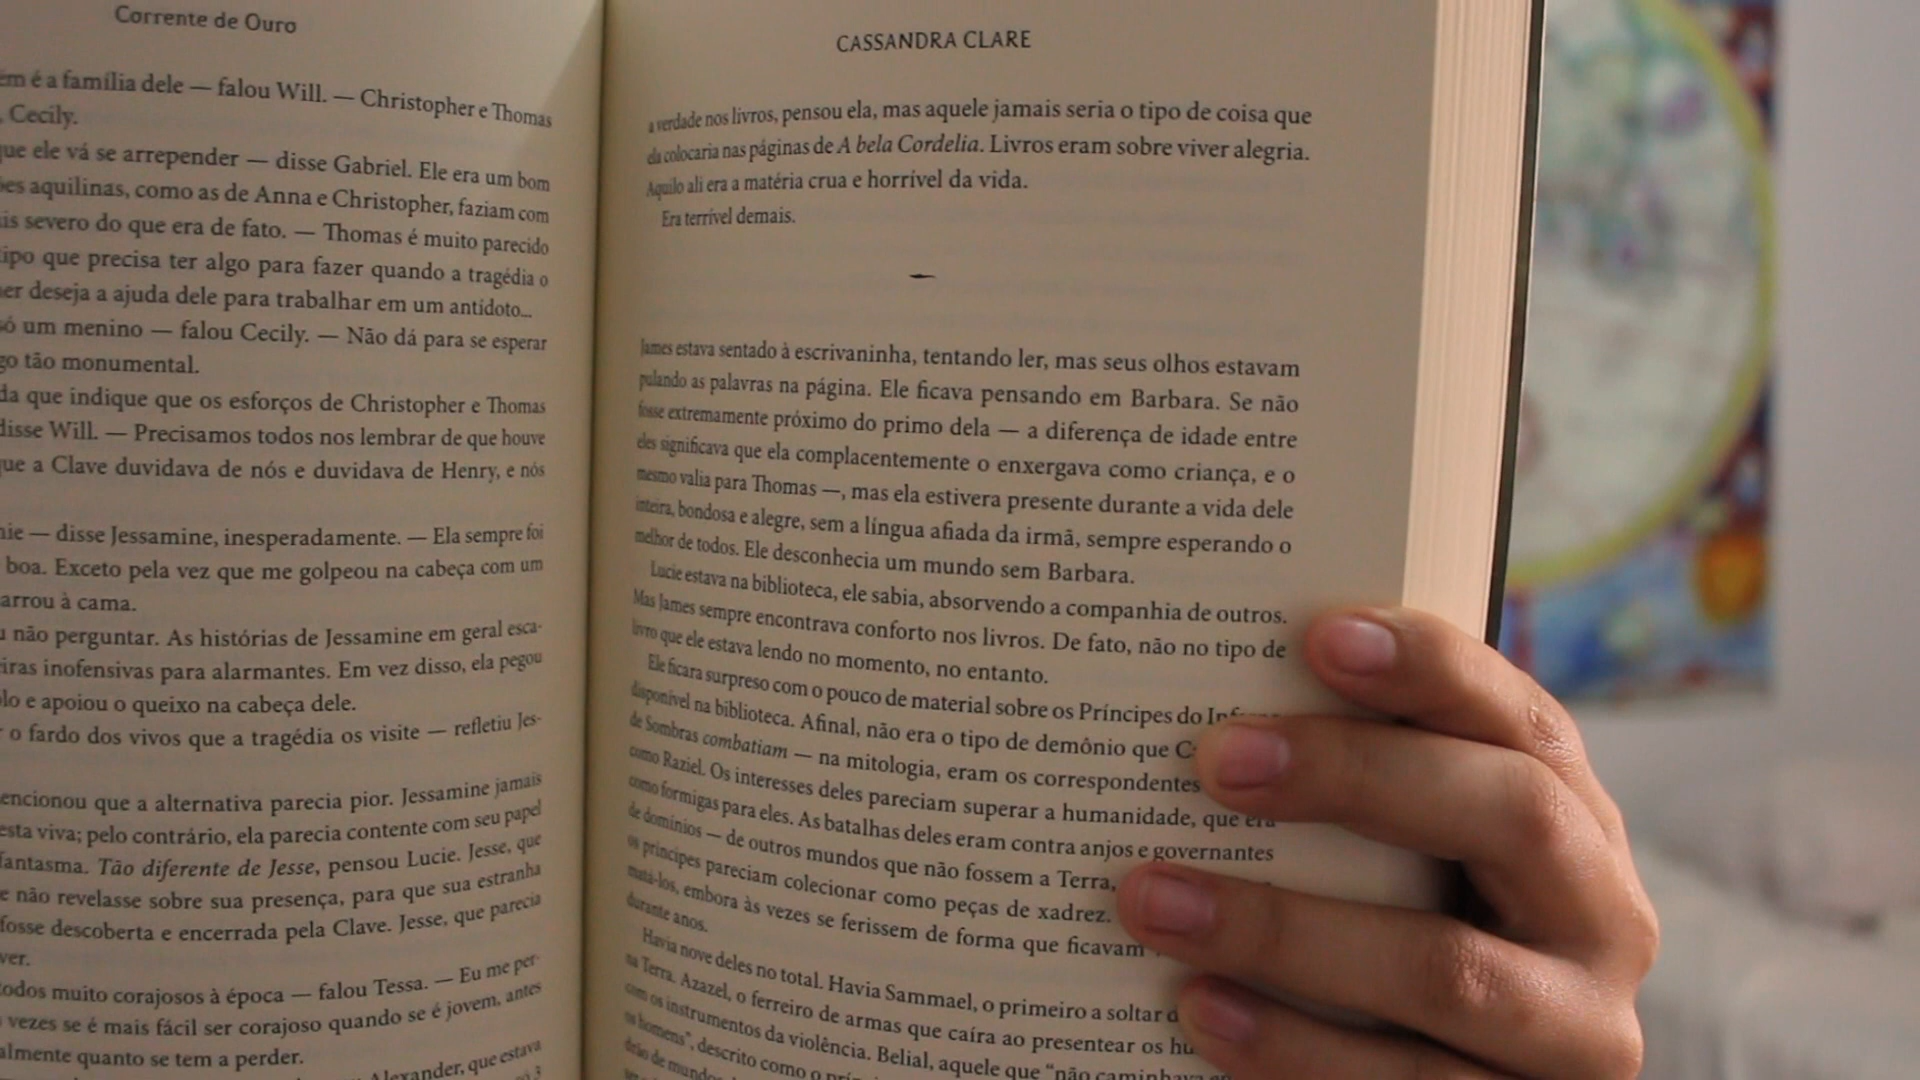 Corrente de Ouro
em é a família dele — falou Will. — Christopher e Thomas
, Cecily.
que ele vá se arrepender — disse Gabriel. Ele era um bom
ões aquilinas, como as de Anna e Christopher, faziam com
is severo do que era de fato. — Thomas é muito parecido
ipo que precisa ter algo para fazer quando a tragédia o
her deseja a ajuda dele para trabalhar em um antídoto...
só um menino — falou Cecily. — Não dá para se esperar
go tão monumental.
da que indique que os esforços de Christopher e Thomas
disse Will. — Precisamos todos nos lembrar de que houve
que a Clave duvidava de nós e duvidava de Henry, e nós
nie — disse Jessamine, inesperadamente. — Ela sempre foi
boa. Exceto pela vez que me golpeou na cabeça com um
arrou à cama.
u não perguntar. As histórias de Jessamine em geral esca-
iras inofensivas para alarmantes. Em vez disso, ela pegou
lo e apoiou o queixo na cabeça dele.
r o fardo dos vivos que a tragédia os visite — refletiu Jes-
encionou que a alternativa parecia pior. Jessamine jamais
esta viva; pelo contrário, ela parecia contente com seu papel
fantasma. Tão diferente de Jesse, pensou Lucie. Jesse, que
e não revelasse sobre sua presença, para que sua estranha
fosse descoberta e encerrada pela Clave. Jesse, que parecia
ver.
odos muito corajosos à época — falou Tessa. — Eu me per-
vezes se é mais fácil ser corajoso quando se é jovem, antes
almente quanto se tem a perder.
Alexander, que estava
3
CASSANDRA CLARE
a verdade nos livros, pensou ela, mas aquele jamais seria o tipo de coisa que
ela colocaria nas páginas de A bela Cordelia. Livros eram sobre viver alegria.
Aquilo ali era a matéria crua e horrível da vida.
Era terrível demais.
James estava sentado à escrivaninha, tentando ler, mas seus olhos estavam
pulando as palavras na página. Ele ficava pensando em Barbara. Se não
fosse extremamente próximo do primo dela — a diferença de idade entre
eles significava que ela complacentemente o enxergava como criança, e o
mesmo valia para Thomas —, mas ela estivera presente durante a vida dele
inteira, bondosa e alegre, sem a língua afiada da irmã, sempre esperando o
melhor de todos. Ele desconhecia um mundo sem Barbara.
Lucie estava na biblioteca, ele sabia, absorvendo a companhia de outros.
Mas James sempre encontrava conforto nos livros. De fato, não no tipo de
livro que ele estava lendo no momento, no entanto.
Ele ficara surpreso com o pouco de material sobre os Príncipes do
disponível na biblioteca. Afinal, não era o tipo de demônio que
de Sombras combatiam — na mitologia, eram os correspondentes
como Raziel. Os interesses deles pareciam superar a humanidade, que era
como formigas para eles. As batalhas deles eram contra anjos e governantes
de domínios — de outros mundos que não fossem a Terra,
os príncipes pareciam colecionar como peças de xadrez.
matá-los, embora às vezes se ferissem de forma que ficavam
durante anos.
Havia nove deles no total. Havia Sammael, o primeiro a soltar d
na Terra. Azazel, o ferreiro de armas que caíra ao presentear os hu
com os instrumentos da violência. Belial, aquele que "não caminhava
os homens", descrito como o
drão de mundos